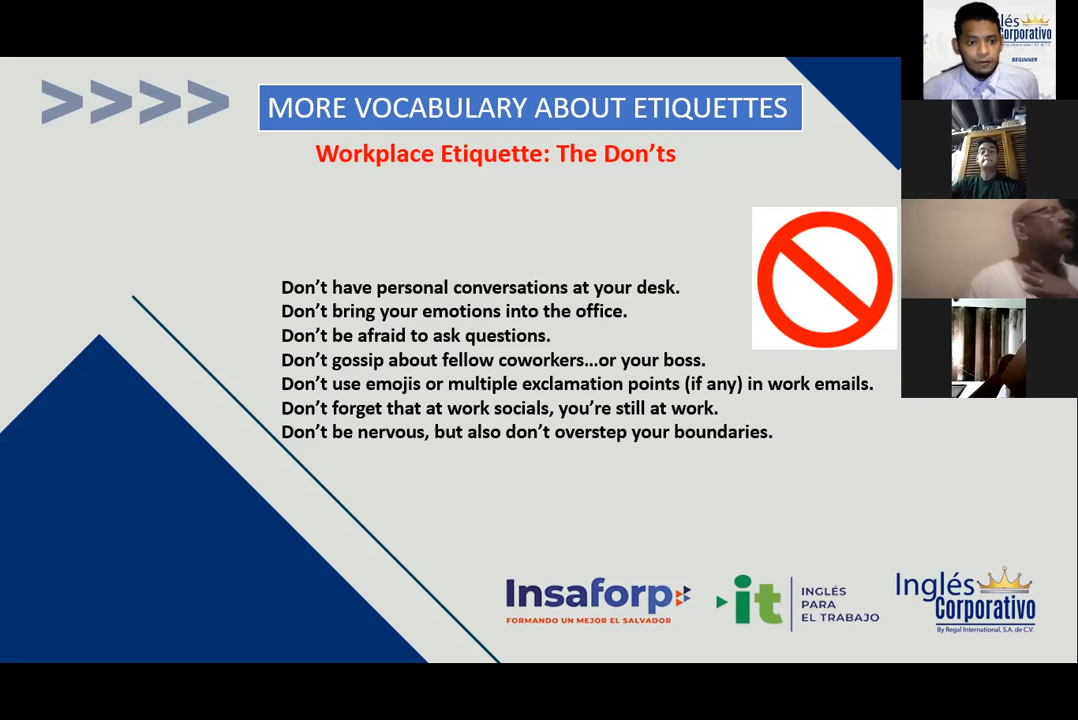 >>>>
MORE VOCABULARY ABOUT ETIQUETTES
Workplace Etiquette: The Don'ts
Don't have personal conversations at your desk.
Don't bring your emotions into the office.
Don't be afraid to ask questions.
Don't gossip about fellow coworkers...or your boss.
Don't use emojis or multiple exclamation points (if any) in work emails.
Don't forget that at work socials, you're still at work.
Don't be nervous, but also don't overstep your boundaries.
Insaforp
FORMANDO UN MEJOR EL SALVADOR
it
INGLÉS
PARA
EL TRABAJO
Inglés
Corporativo
By Regal International, S.A. de C.V.
lés
Corporativo
BEGINNER